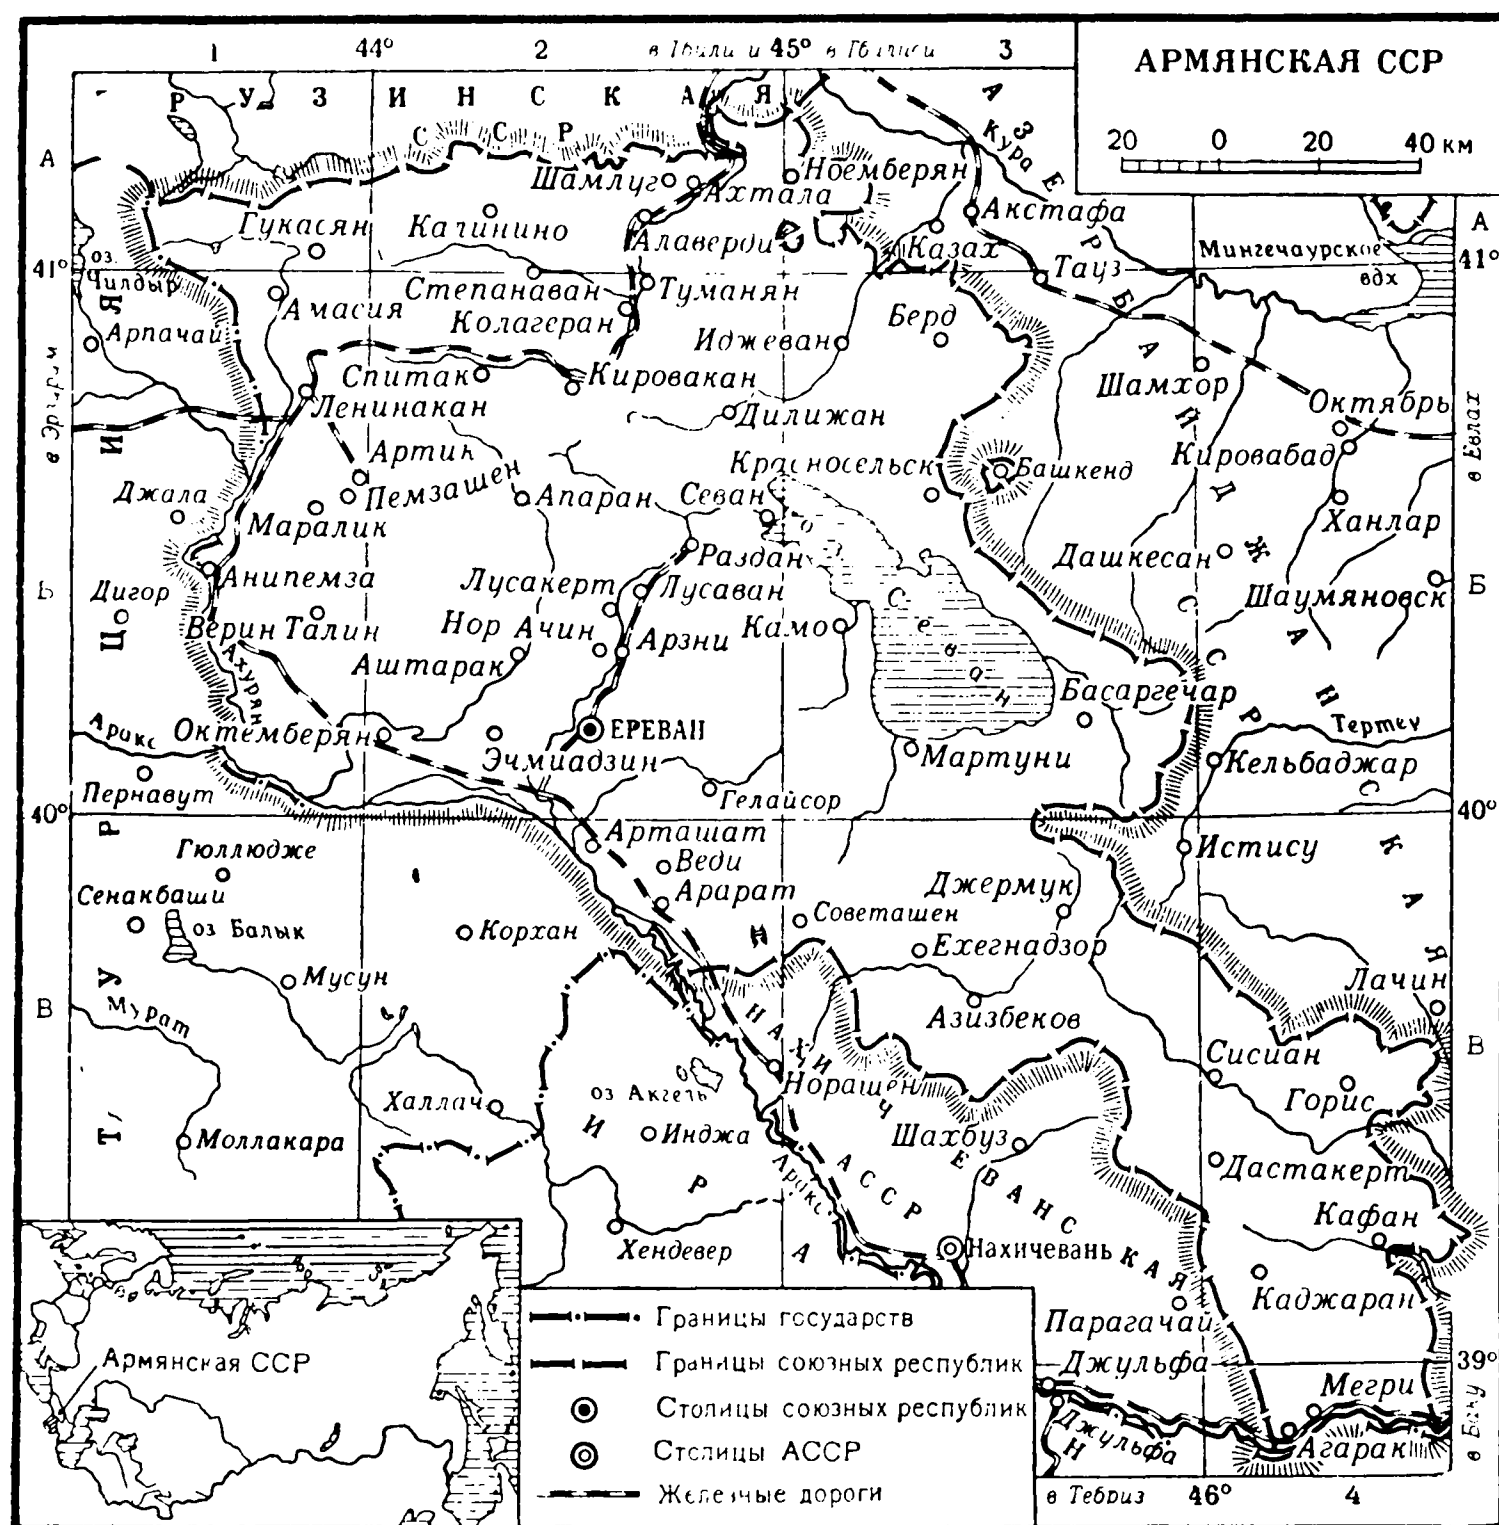 1 44° 2 45° в Тбилиси 3
АРМЯНСКАЯ ССР
20 0 20 40 км
ГРУЗИНСКАЯ
ССР
АЗЕРБАЙДЖАНСКАЯ
ССР
А
Шамлуг
Ахтала
Ноемберян
Кура
Акстафа
А
Гукасян
Калинино
Алаверди
Казах
Тауз
Мингечаурское
вдх
41°
оз.
Чилдыр
41°
Степанаван
Туманян
Амасия
Колагеран
Берд
Арпачай
Иджеван
Спитак
Кировакан
Шамхор
Ленинакан
Дилижан
Октябрь
в Евлах
Артик
Красносельск
Башкенд
Кировабад
Пемзашен
Джала
Апаран
Севан
Маралик
Ханлар
Раздан
Дашкесан
Анипемза
Лусакерт
Лусаван
Б
Дигор
Шаумяновск
Б
оз. Севан
Верин Талин
Нор Ачин
Арзни
Камо
Аштарак
Ахурян
Басаргечар
Аракс
Октемберян
ЕРЕВАН
Тертер
Эчмиадзин
Мартуни
Кельбаджар
Пернавут
Гелайсор
40°
40°
Арташат
Гюллюдже
Веди
Истису
Сенакбаши
Арарат
Джермук
Советашен
оз Балык
Корхан
Ехегнадзор
Мусун
Лачин
В
Мурат
Азизбеков
В
Сисиан
Норашен
Халлач
оз Акгель
Горис
Моллакара
Инджа
Шахбуз
Дастакерт
Аракс
НАХИЧЕВАНСКАЯ
АССР
Кафан
Хендевер
Нахичевань
Каджаран
Парагачай
Джульфа
39°
Мегри
Джульфа
Агарак
в Баку
ТУРЦИЯ
ИРАН
Армянская ССР
Границы государств
Границы союзных республик
Столицы союзных республик
Столицы АССР
Железные дороги
в Тебриз 46° 4